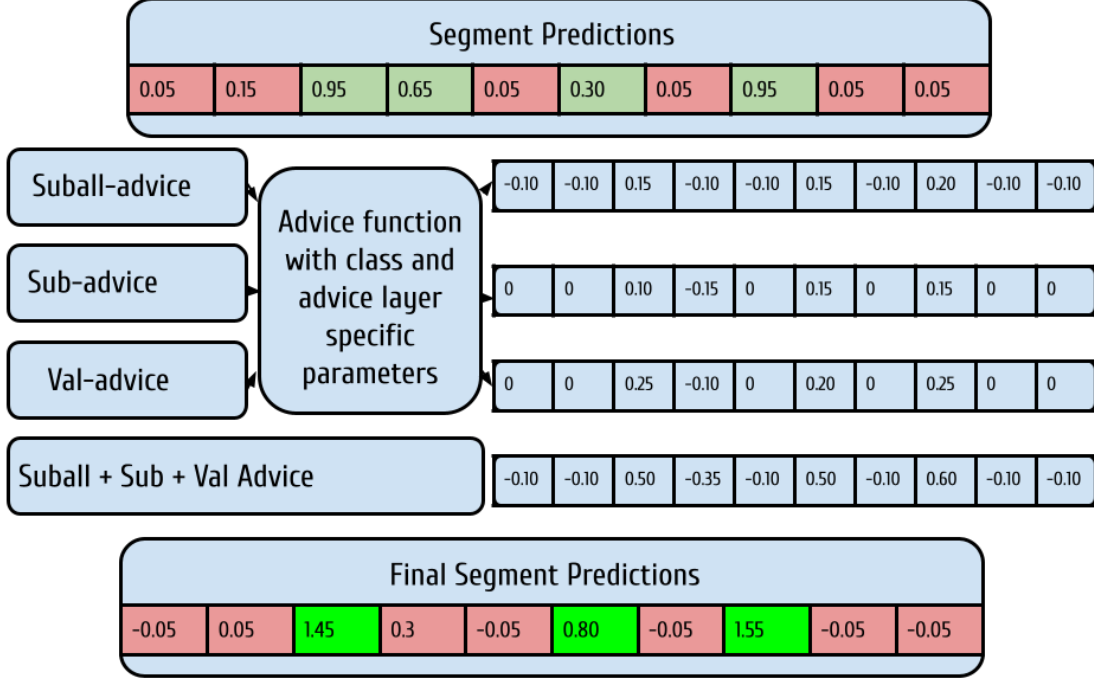 Segment Predictions
0.05 0.15 0.95 0.65 0.05 0.30 0.05 0.95 0.05 0.05
Suball-advice
-0.10 -0.10 0.15 -0.10 -0.10 0.15 -0.10 0.20 -0.10 -0.10
Advice function
with class and
advice layer
specific
parameters
Sub-advice
0 0 0.10 -0.15 0 0.15 0 0.15 0 0
Val-advice
0 0 0.25 -0.10 0 0.20 0 0.25 0 0
Suball + Sub + Val Advice
-0.10 -0.10 0.50 -0.35 -0.10 0.50 -0.10 0.60 -0.10 -0.10
Final Segment Predictions
-0.05 0.05 1.45 0.3 -0.05 0.80 -0.05 1.55 -0.05 -0.05